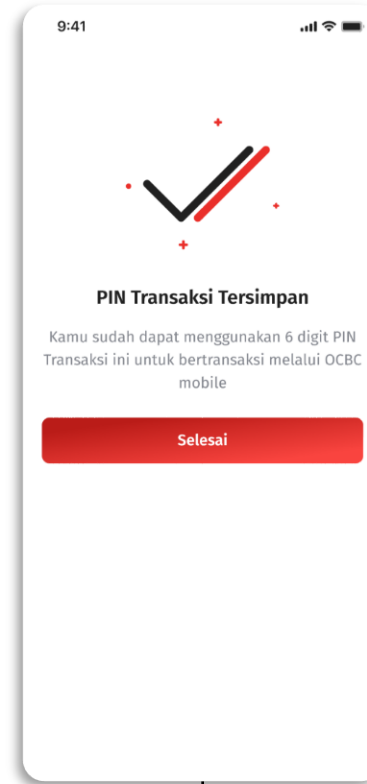 9:41
PIN Transaksi Tersimpan
Kamu sudah dapat menggunakan 6 digit PIN
Transaksi ini untuk bertransaksi melalui OCBC
mobile
Selesai